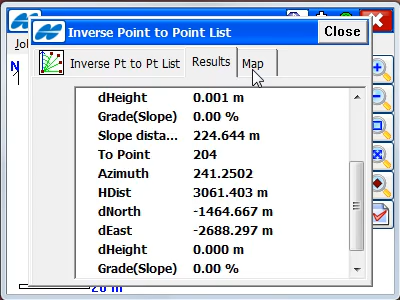 Inverse Point to Point List
Close
Jo
N
Inverse Pt to Pt List
Results
Map
dHeight 0.001 m
Grade(Slope) 0.00 %
Slope dista... 224.644 m
To Point 204
Azimuth 241.2502
HDist 3061.403 m
dNorth -1464.667 m
dEast -2688.297 m
dHeight 0.000 m
Grade(Slope) 0.00 %
20 m